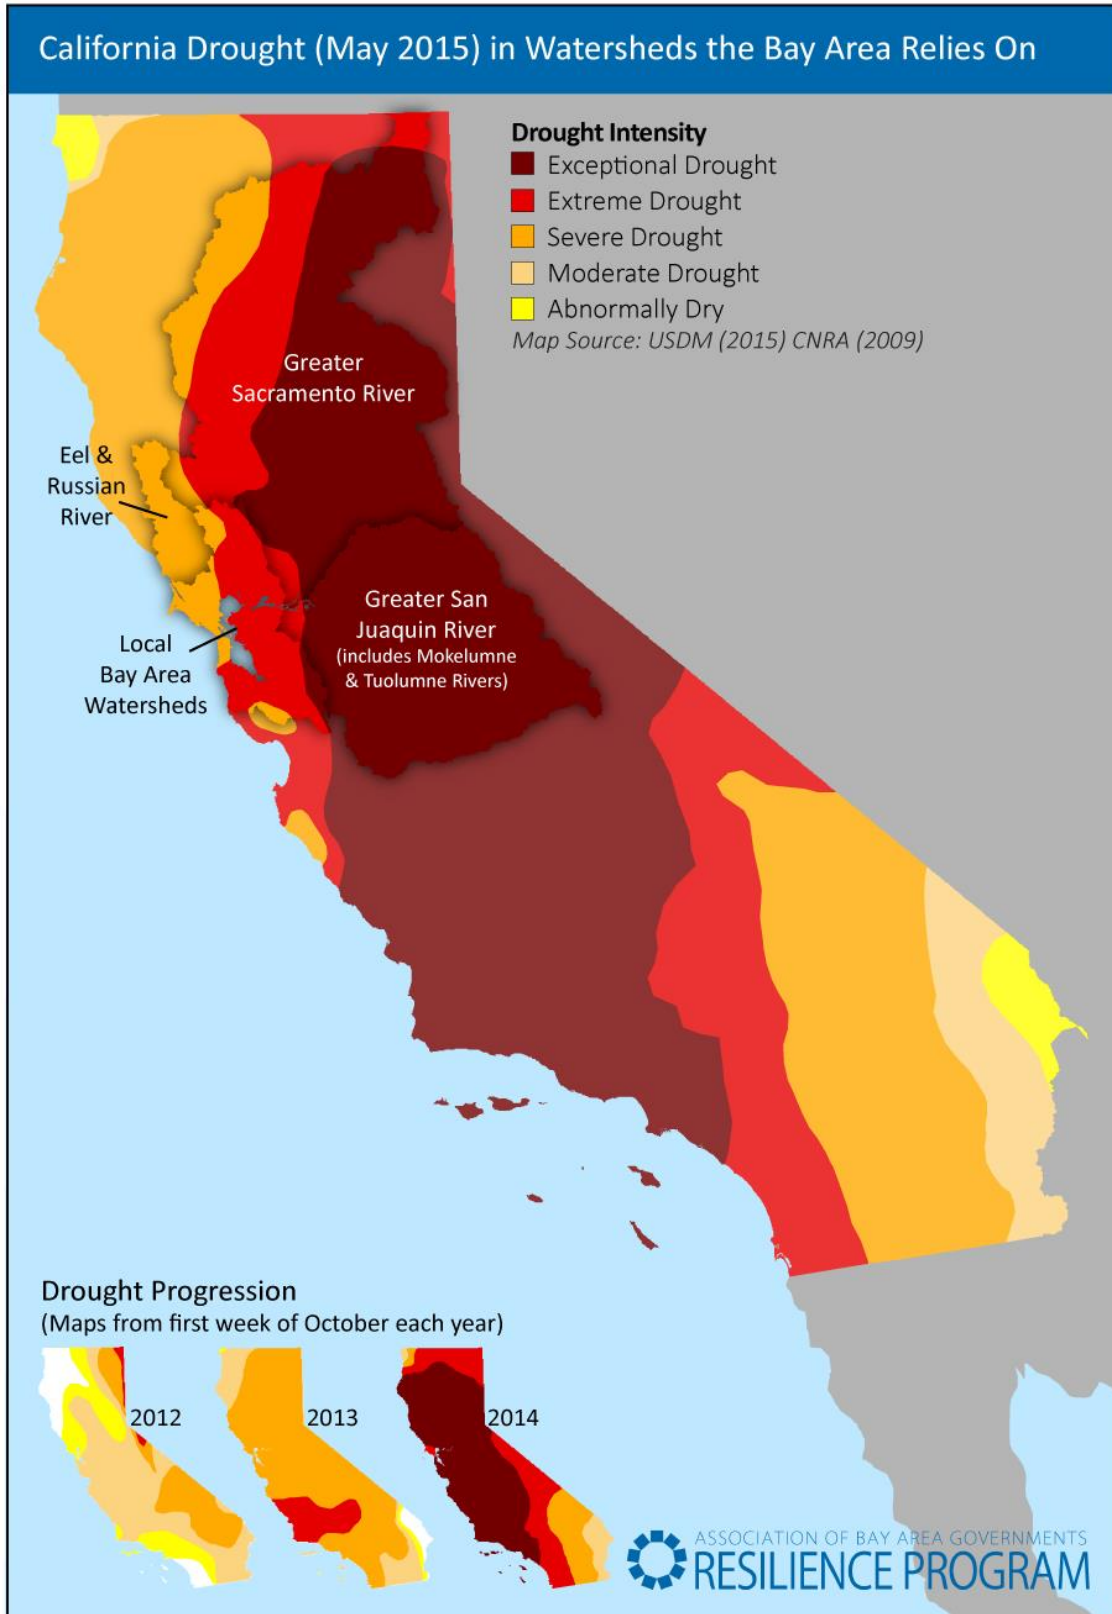 California Drought (May 2015) in Watersheds the Bay Area Relies On
Drought Intensity
Exceptional Drought
Extreme Drought
Severe Drought
Moderate Drought
Abnormally Dry
Map Source: USDM (2015) CNRA (2009)
Greater
Sacramento River
Eel &
Russian
River
Greater San
Juaquin River
(includes Mokelumne
& Tuolumne Rivers)
Local
Bay Area
Watersheds
Drought Progression
(Maps from first week of October each year)
2012
2013
2014
ASSOCIATION OF BAY AREA GOVERNMENTS
RESILIENCE PROGRAM